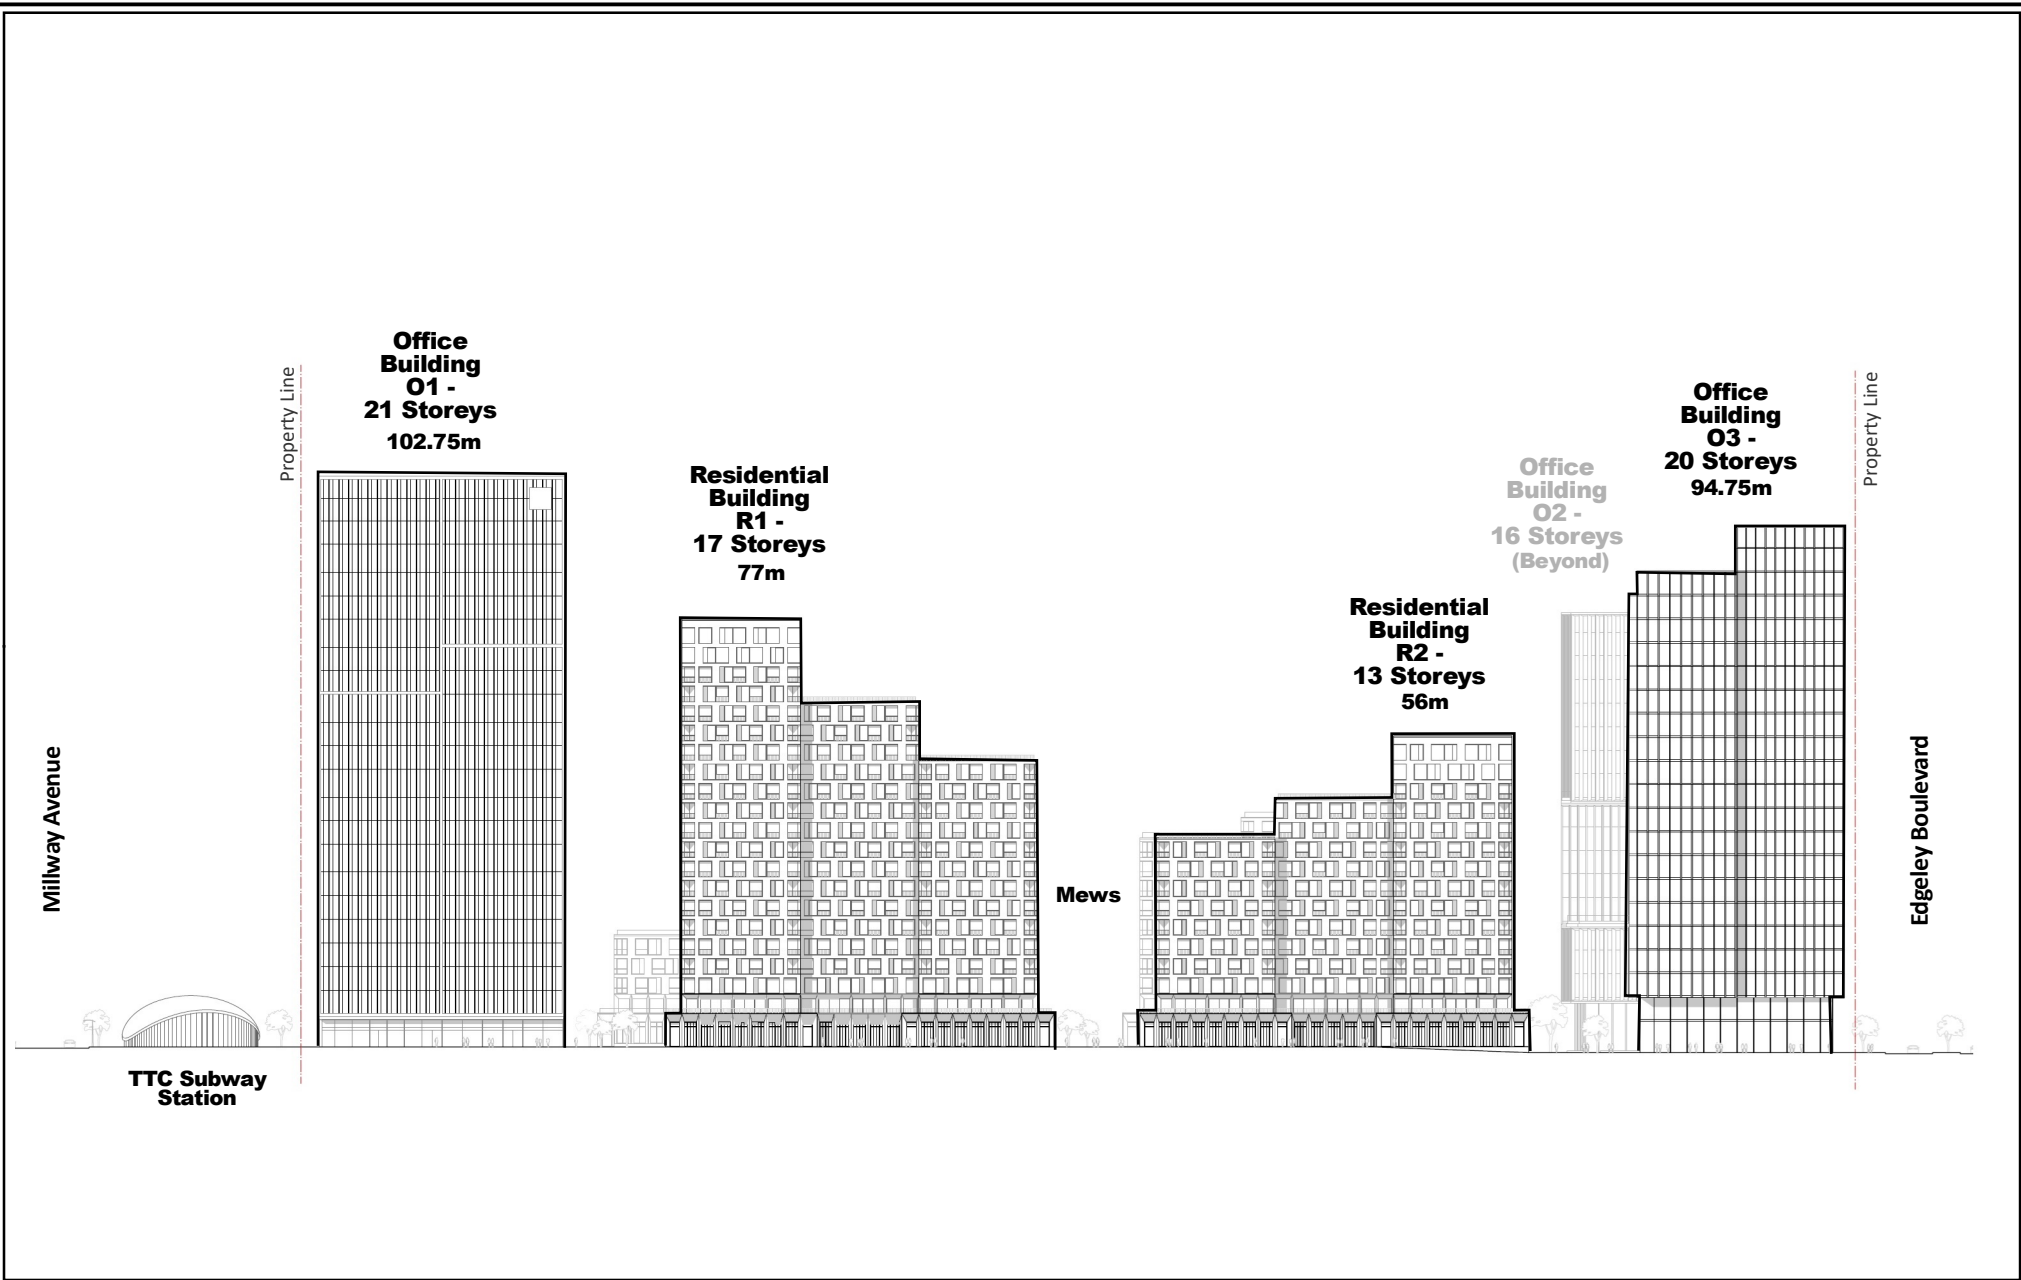 Millway Avenue
TTC Subway
Station
Property Line
Office
Building
O1 -
21 Storeys
102.75m
Residential
Building
R1 -
17 Storeys
77m
Mews
Residential
Building
R2 -
13 Storeys
56m
Office
Building
O2 -
16 Storeys
(Beyond)
Office
Building
O3 -
20 Storeys
94.75m
Property Line
Edgeley Boulevard